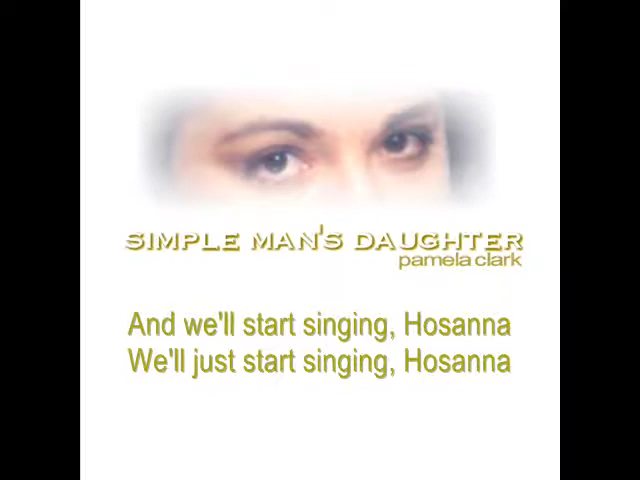 SIMPLE MAN'S DAUGHTER
pamela clark
And we'll start singing, Hosanna
We'll just start singing, Hosanna